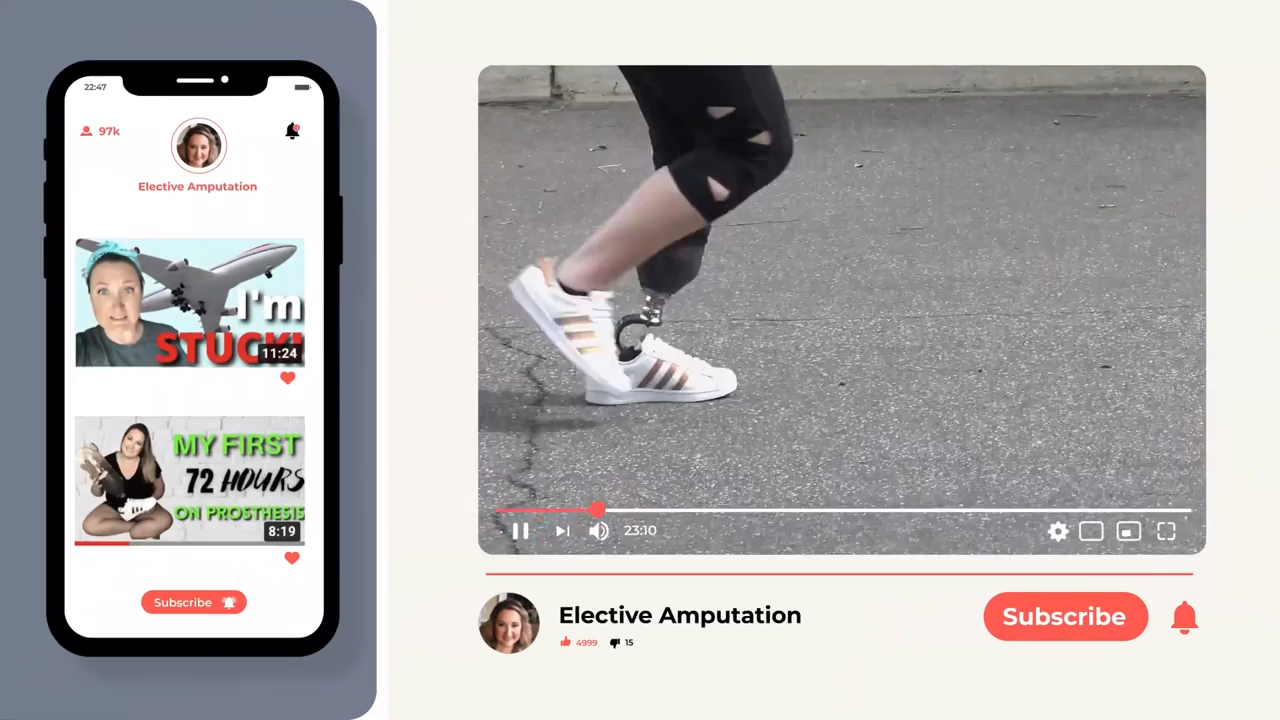 22:47
97k
Elective Amputation
I'm
STUCK!
11:24
MY FIRST
72 HOURS
ON PROSTHESIS
8:19
Subscribe
23:10
Elective Amputation
4999 15
Subscribe